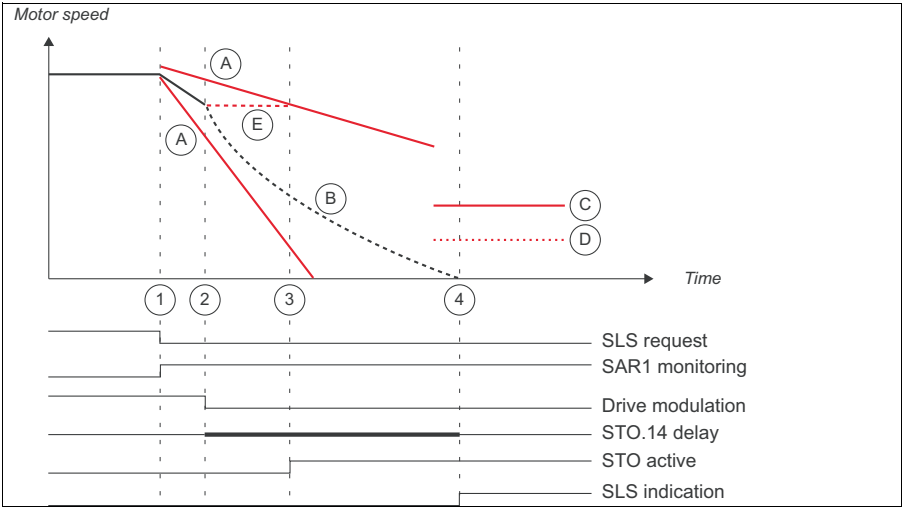 Motor speed
A
E
A
B
C
D
Time
1 2 3 4
SLS request
SAR1 monitoring
Drive modulation
STO.14 delay
STO active
SLS indication